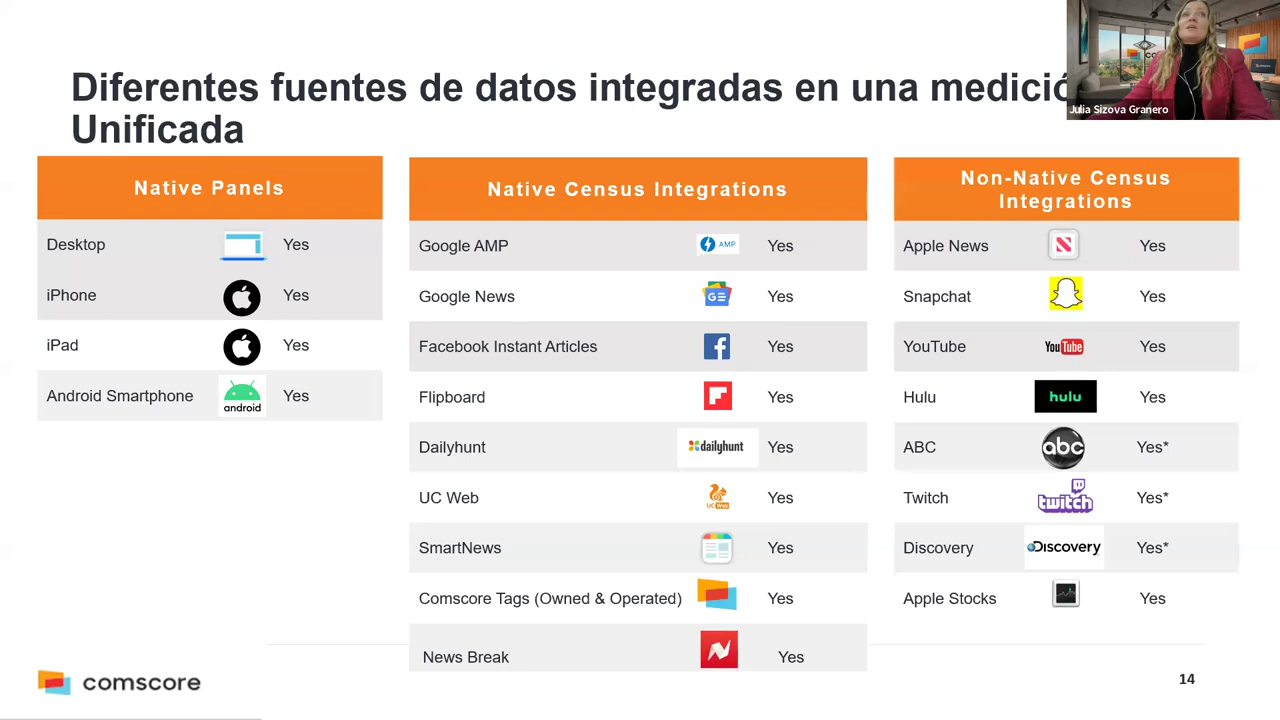 Diferentes fuentes de datos integradas en una medició
Unificada
Julia Sizova Granero
Native Panels
Desktop Yes
iPhone Yes
iPad Yes
Android Smartphone android Yes
Native Census Integrations
Google AMP AMP Yes
Google News GE Yes
Facebook Instant Articles Yes
Flipboard Yes
Dailyhunt dailyhunt Yes
UC Web UC Web Yes
SmartNews Yes
Comscore Tags (Owned & Operated) Yes
News Break Yes
Non-Native Census
Integrations
Apple News Yes
Snapchat Yes
YouTube YouTube Yes
Hulu hulu Yes
ABC abc Yes*
Twitch twitch Yes*
Discovery Discovery Yes*
Apple Stocks Yes
comscore
14